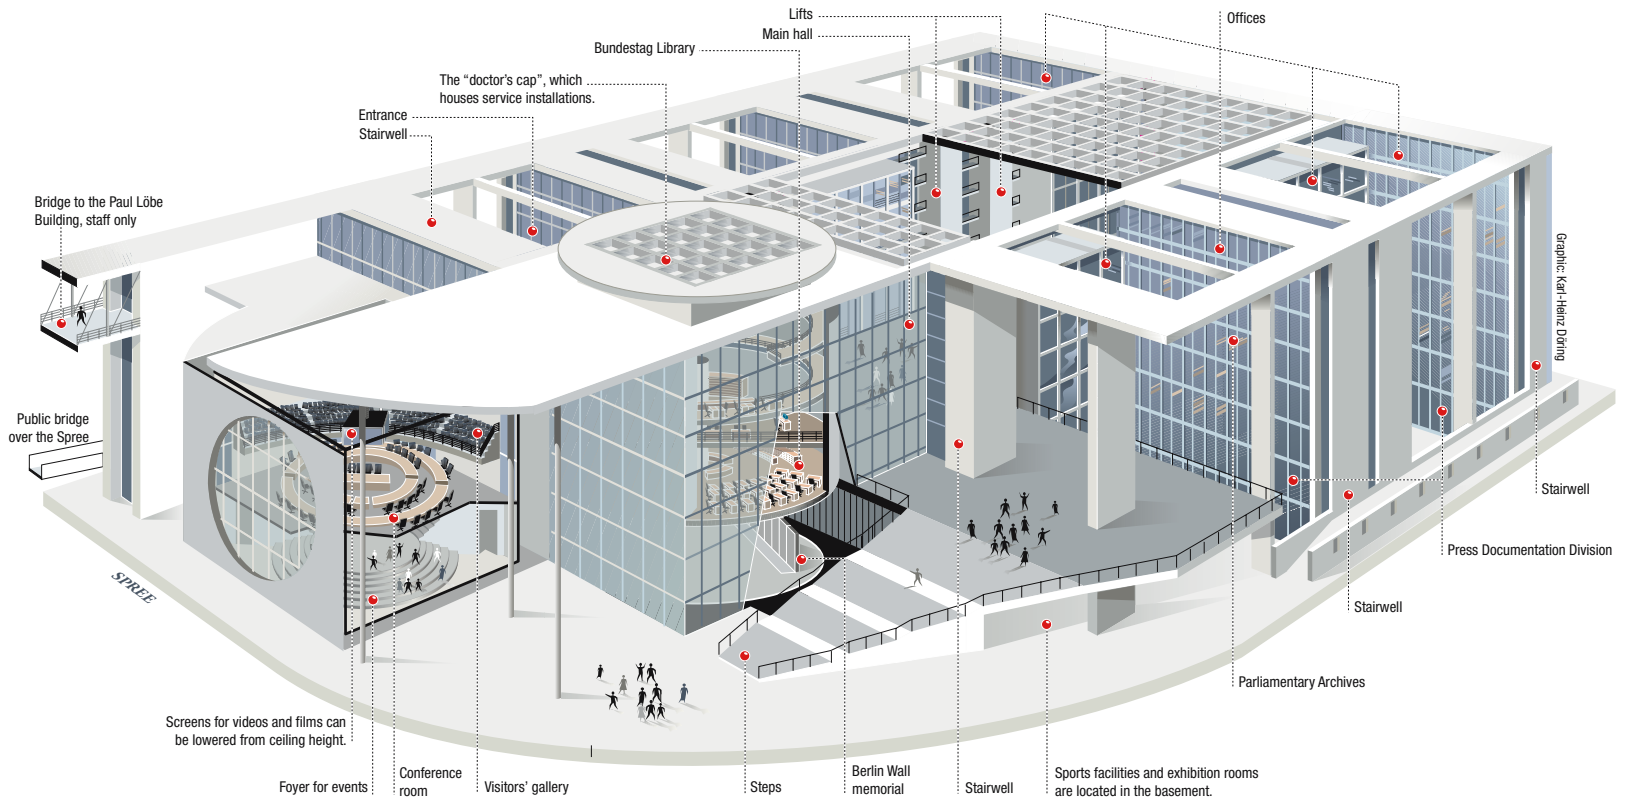 Lifts
Offices
Main hall
Bundestag Library
The “doctor’s cap”, which
houses service installations.
Entrance
Stairwell
Bridge to the Paul Löbe
Building, staff only
Graphic: Karl-Heinz Döring
Public bridge
over the Spree
Stairwell
Press Documentation Division
SPREE
Stairwell
Parliamentary Archives
Screens for videos and films can
be lowered from ceiling height.
Foyer for events
Conference
room
Visitors’ gallery
Steps
Berlin Wall
memorial
Stairwell
Sports facilities and exhibition rooms
are located in the basement.